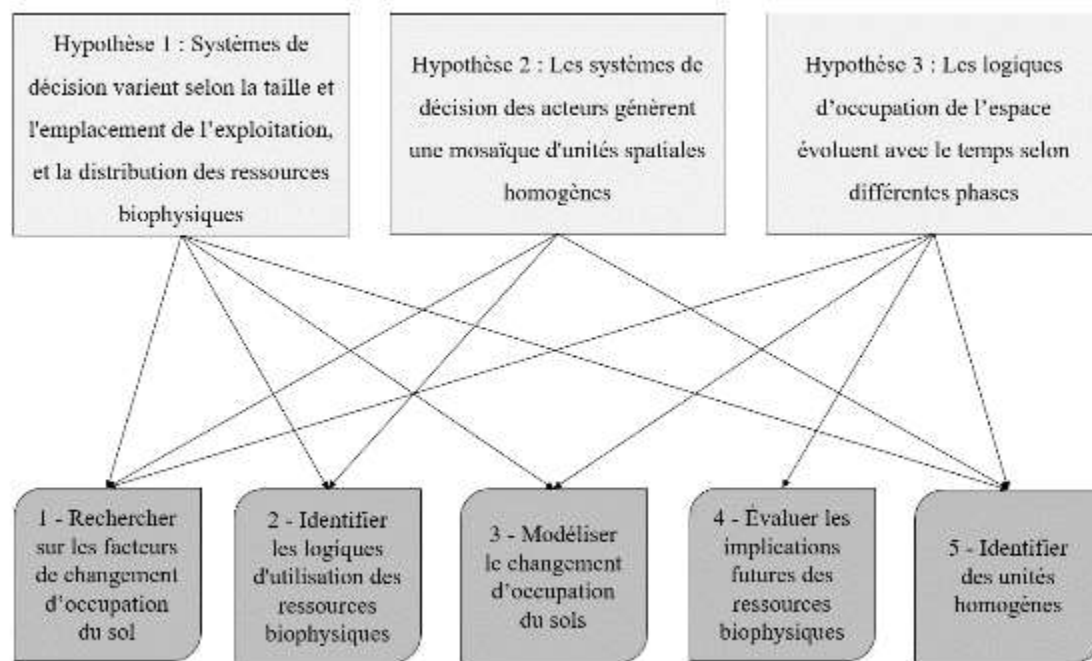 Hypothèse 1 : Systèmes de
décision varient selon la taille et
l'emplacement de l’exploitation,
et la distribution des ressources
biophysiques
Hypothèse 2 : Les systèmes de
décision des acteurs génèrent
une mosaïque d'unités spatiales
homogènes
Hypothèse 3 : Les logiques
d’occupation de l’espace
évoluent avec le temps selon
différentes phases
1 - Rechercher
sur les facteurs
de changement
d’occupation
du sol
2 - Identifier
les logiques
d'utilisation des
ressources
biophysiques
3 - Modéliser
le changement
d’occupation
du sols
4 - Évaluer les
implications
futures des
ressources
biophysiques
5 - Identifier
des unités
homogènes